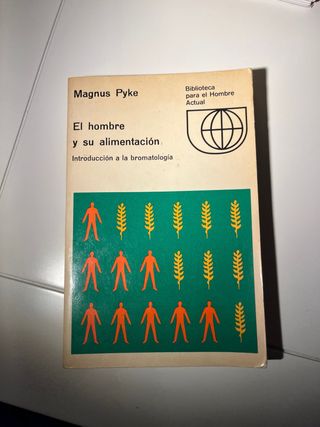 Magnus Pyke
Biblioteca
para el Hombre
Actual
El hombre
y su alimentación
Introducción a la bromatología